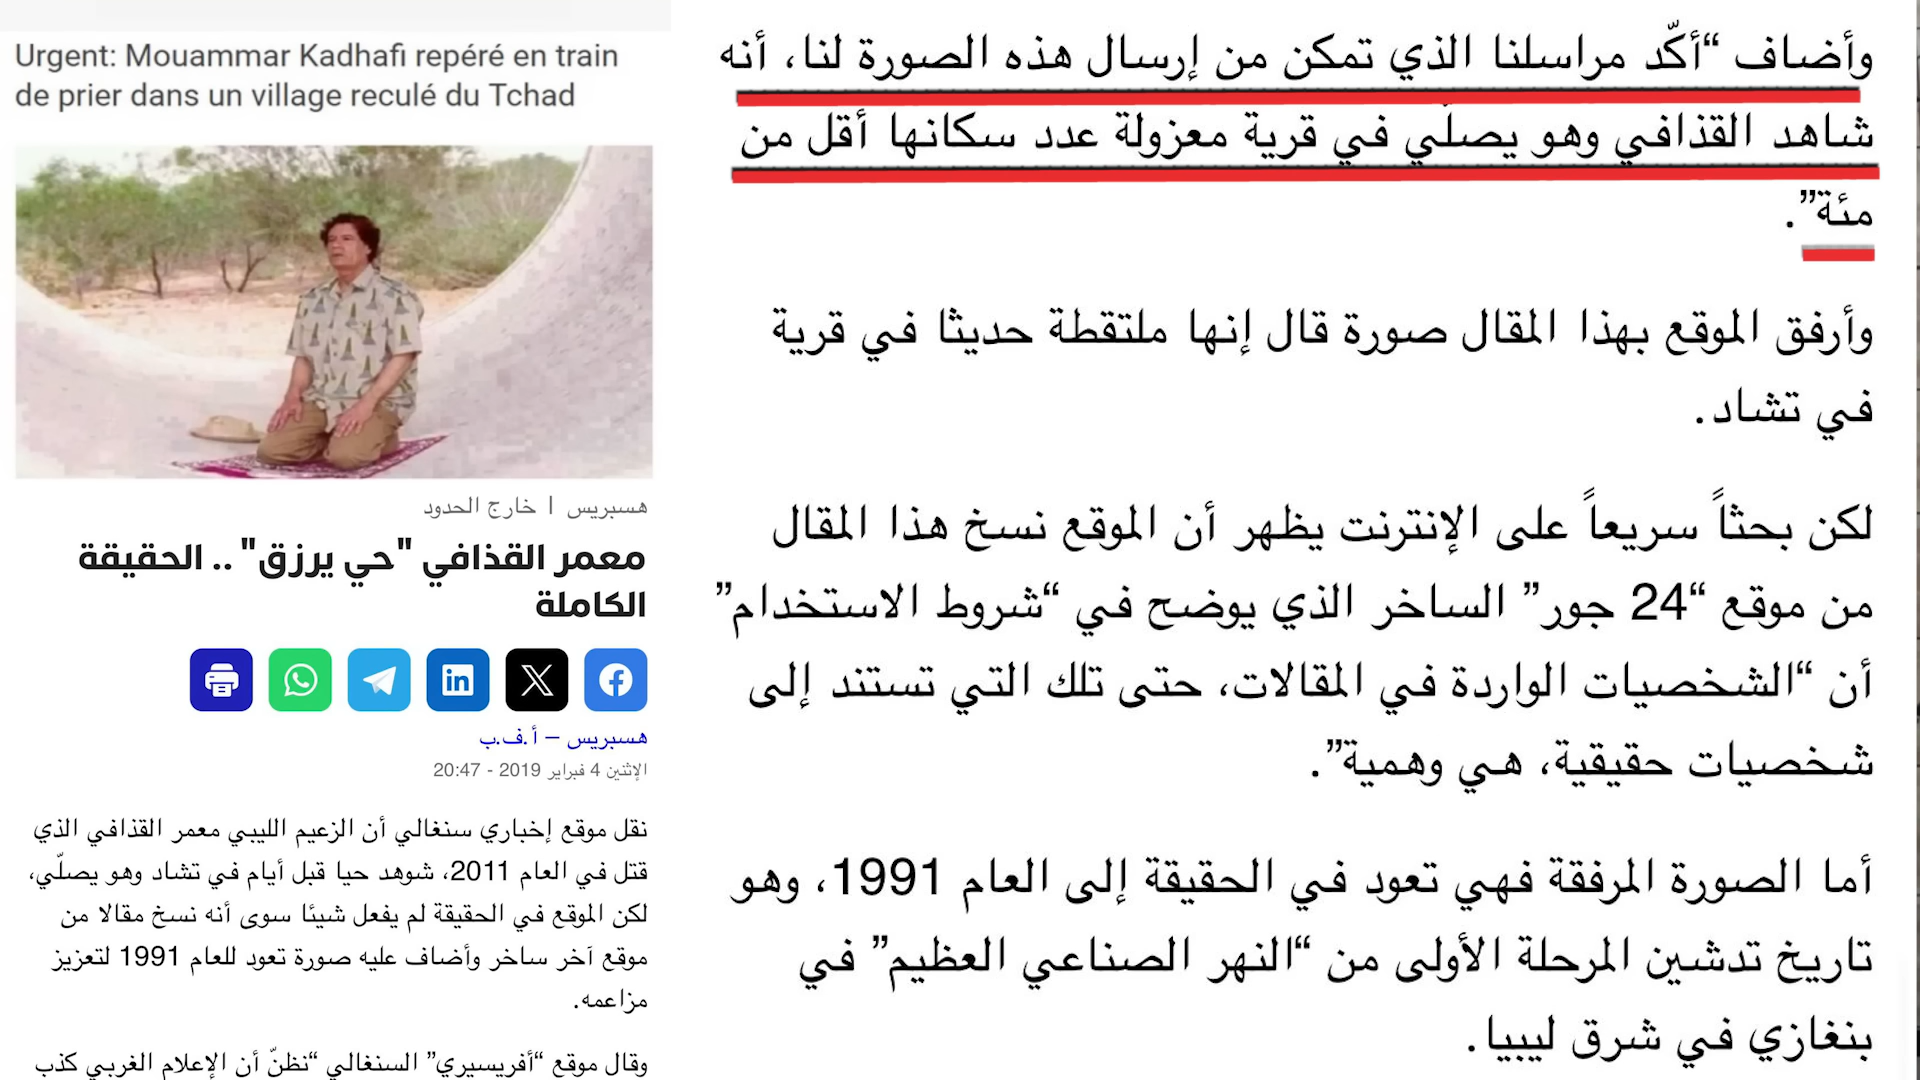 Urgent: Mouammar Kadhafi repéré en train
de prier dans un village reculé du Tchad
هسبريس | خارج الحدود
معمر القذافي "حي يرزق" .. الحقيقة
الكاملة
هسبريس – أ.ف.ب
الإثنين 4 فبراير 2019 - 20:47
نقل موقع إخباري سنغالي أن الزعيم الليبي معمر القذافي الذي
قتل في العام 2011، شوهد حيا قبل أيام في تشاد وهو يصلّي،
لكن الموقع في الحقيقة لم يفعل شيئا سوى أنه نسخ مقالا من
موقع آخر ساخر وأضاف عليه صورة تعود للعام 1991 لتعزيز
مزاعمه.
وقال موقع “أفريسيري” السنغالي “نظنّ أن الإعلام الغربي كذب
وأضاف “أكّد مراسلنا الذي تمكن من إرسال هذه الصورة لنا، أنه
شاهد القذافي وهو يصلّي في قرية معزولة عدد سكانها أقل من
مئة”.
وأرفق الموقع بهذا المقال صورة قال إنها ملتقطة حديثا في قرية
في تشاد.
لكن بحثاً سريعاً على الإنترنت يظهر أن الموقع نسخ هذا المقال
من موقع “24 جور” الساخر الذي يوضح في “شروط الاستخدام”
أن “الشخصيات الواردة في المقالات، حتى تلك التي تستند إلى
شخصيات حقيقية، هي وهمية”.
أما الصورة المرفقة فهي تعود في الحقيقة إلى العام 1991، وهو
تاريخ تدشين المرحلة الأولى من “النهر الصناعي العظيم” في
بنغازي في شرق ليبيا.